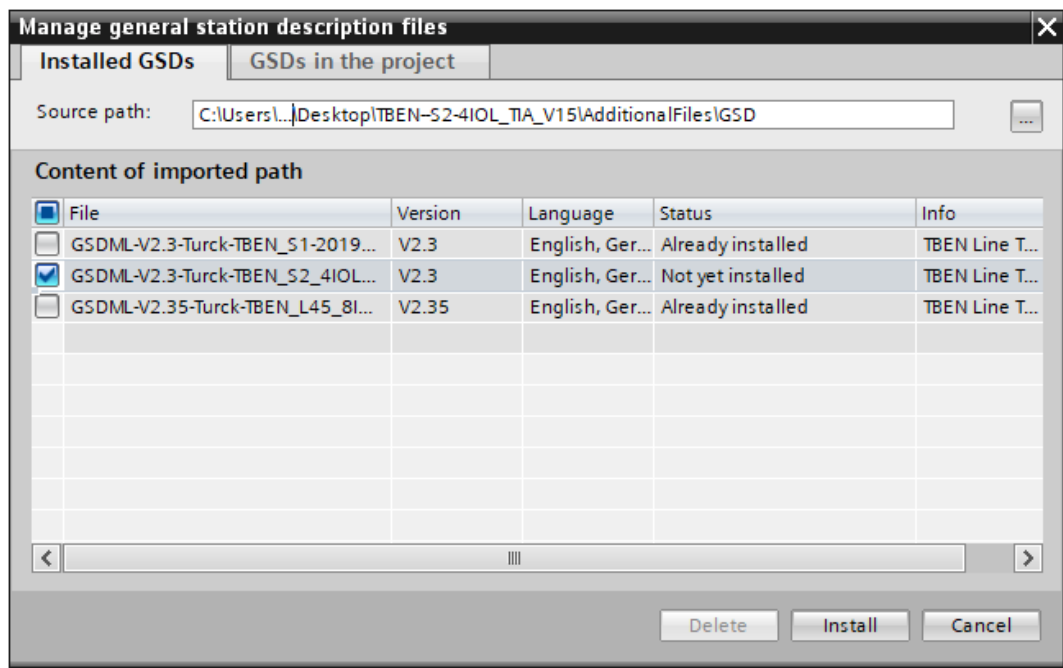 Manage general station description files
Installed GSDs GSDs in the project
Source path: C:\Users\...\Desktop\TBEN--S2-4IOL_TIA_V15\AdditionalFiles\GSD ...
Content of imported path
File Version Language Status Info
GSDML-V2.3-Turck-TBEN_S1-2019... V2.3 English, Ger... Already installed TBEN Line T...
GSDML-V2.3-Turck-TBEN_S2_4IOL... V2.3 English, Ger... Not yet installed TBEN Line T...
GSDML-V2.35-Turck-TBEN_L45_8I... V2.35 English, Ger... Already installed TBEN Line T...
Delete Install Cancel